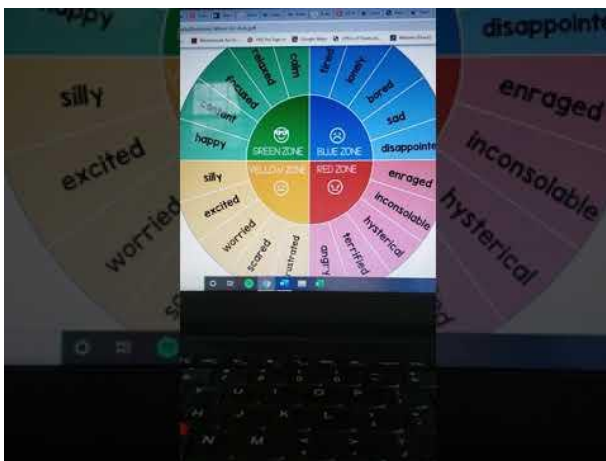 relaxed
calm
tired
lonely
focused
bored
content
sad
happy
disappointe
GREEN ZONE
BLUE ZONE
YELLOW ZONE
RED ZONE
silly
enraged
excited
inconsolable
worried
hysterical
scared
terrified
rustrated
angry
silly
excited
worried
disappointe
enraged
inconsolable
hysterical
Y U I O P
H J K L
N M